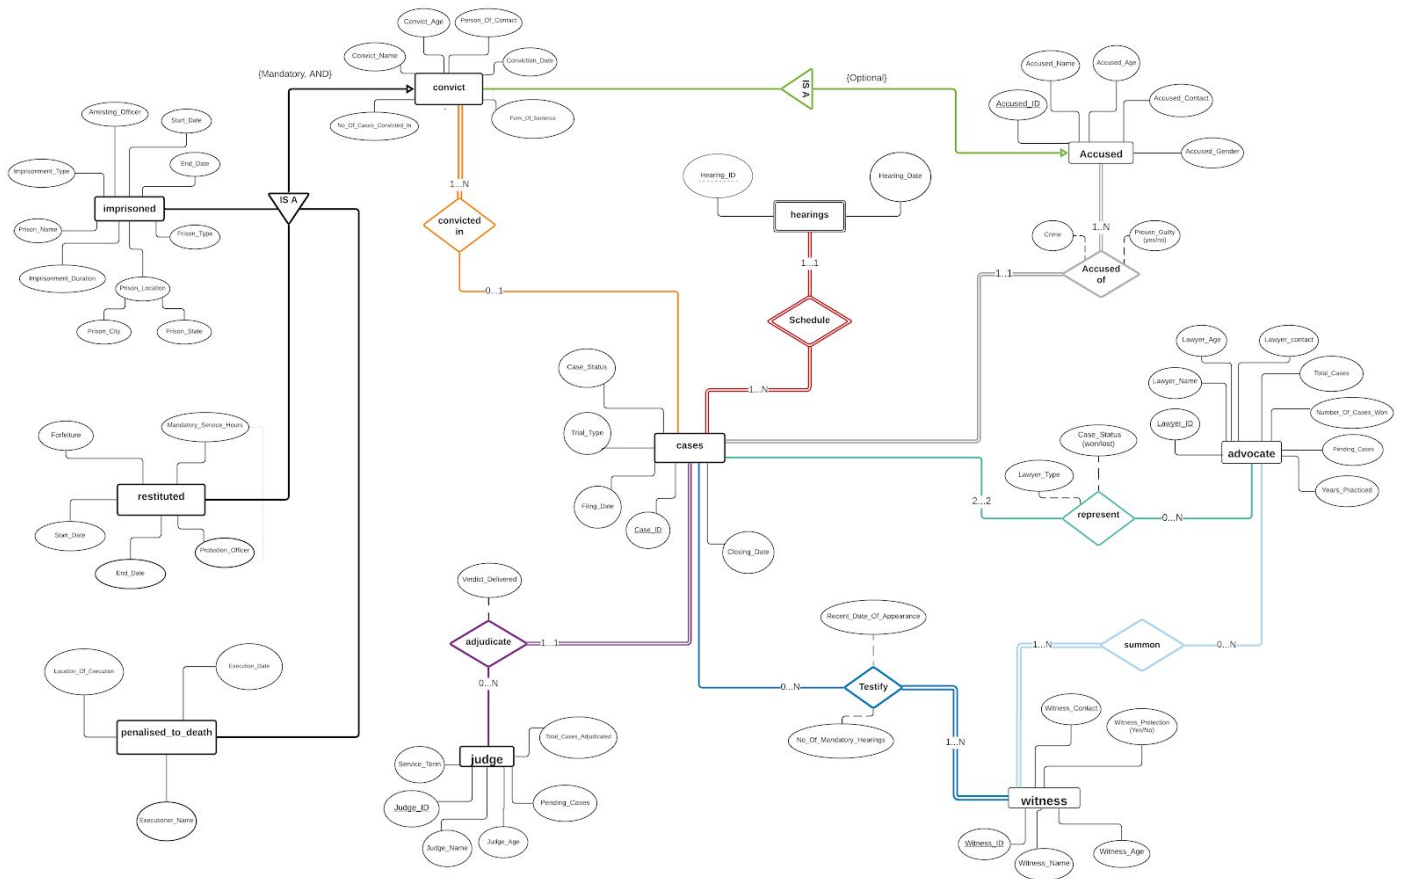 Convict_Age
Person_Of_Contact
Convict_Name
Conviction_Date
{Mandatory, AND}
convict
No_Of_Cases_Convicted_In
Form_Of_Sentence
IS A
{Optional}
Accused_Name
Accused_Age
Accused_ID
Accused_Contact
Accused
Accused_Gender
Arresting_Officer
Start_Date
End_Date
Imprisonment_Type
imprisoned
IS A
Prison_Name
Prison_Type
Imprisonment_Duration
Prison_Location
Prison_City
Prison_State
1...N
convicted
in
0...1
Hearing_ID
Hearing_Date
hearings
1...1
Schedule
1...N
1...N
Crime
Proven_Guilty
(yes/no)
Accused
of
1...1
Case_Status
Trial_Type
cases
Filing_Date
Case_ID
Closing_Date
Lawyer_Age
Lawyer_contact
Lawyer_Name
Total_Cases
Lawyer_ID
Number_Of_Cases_Won
advocate
Pending_Cases
Years_Practiced
Case_Status
(won/lost)
Lawyer_Type
2...2
represent
0...N
Forfeiture
Mandatory_Service_Hours
restituted
Start_Date
End_Date
Probation_Officer
Location_Of_Execution
Execution_Date
penalised_to_death
Executioner_Name
Verdict_Delivered
adjudicate
1...1
0...N
Total_Cases_Adjudicated
Service_Term
judge
Judge_ID
Pending_Cases
Judge_Name
Judge_Age
Recent_Date_Of_Appearance
0...N
Testify
No_Of_Mandatory_Hearings
1...N
1...N
summon
0...N
Witness_Contact
Witness_Protection
(Yes/No)
witness
Witness_ID
Witness_Name
Witness_Age